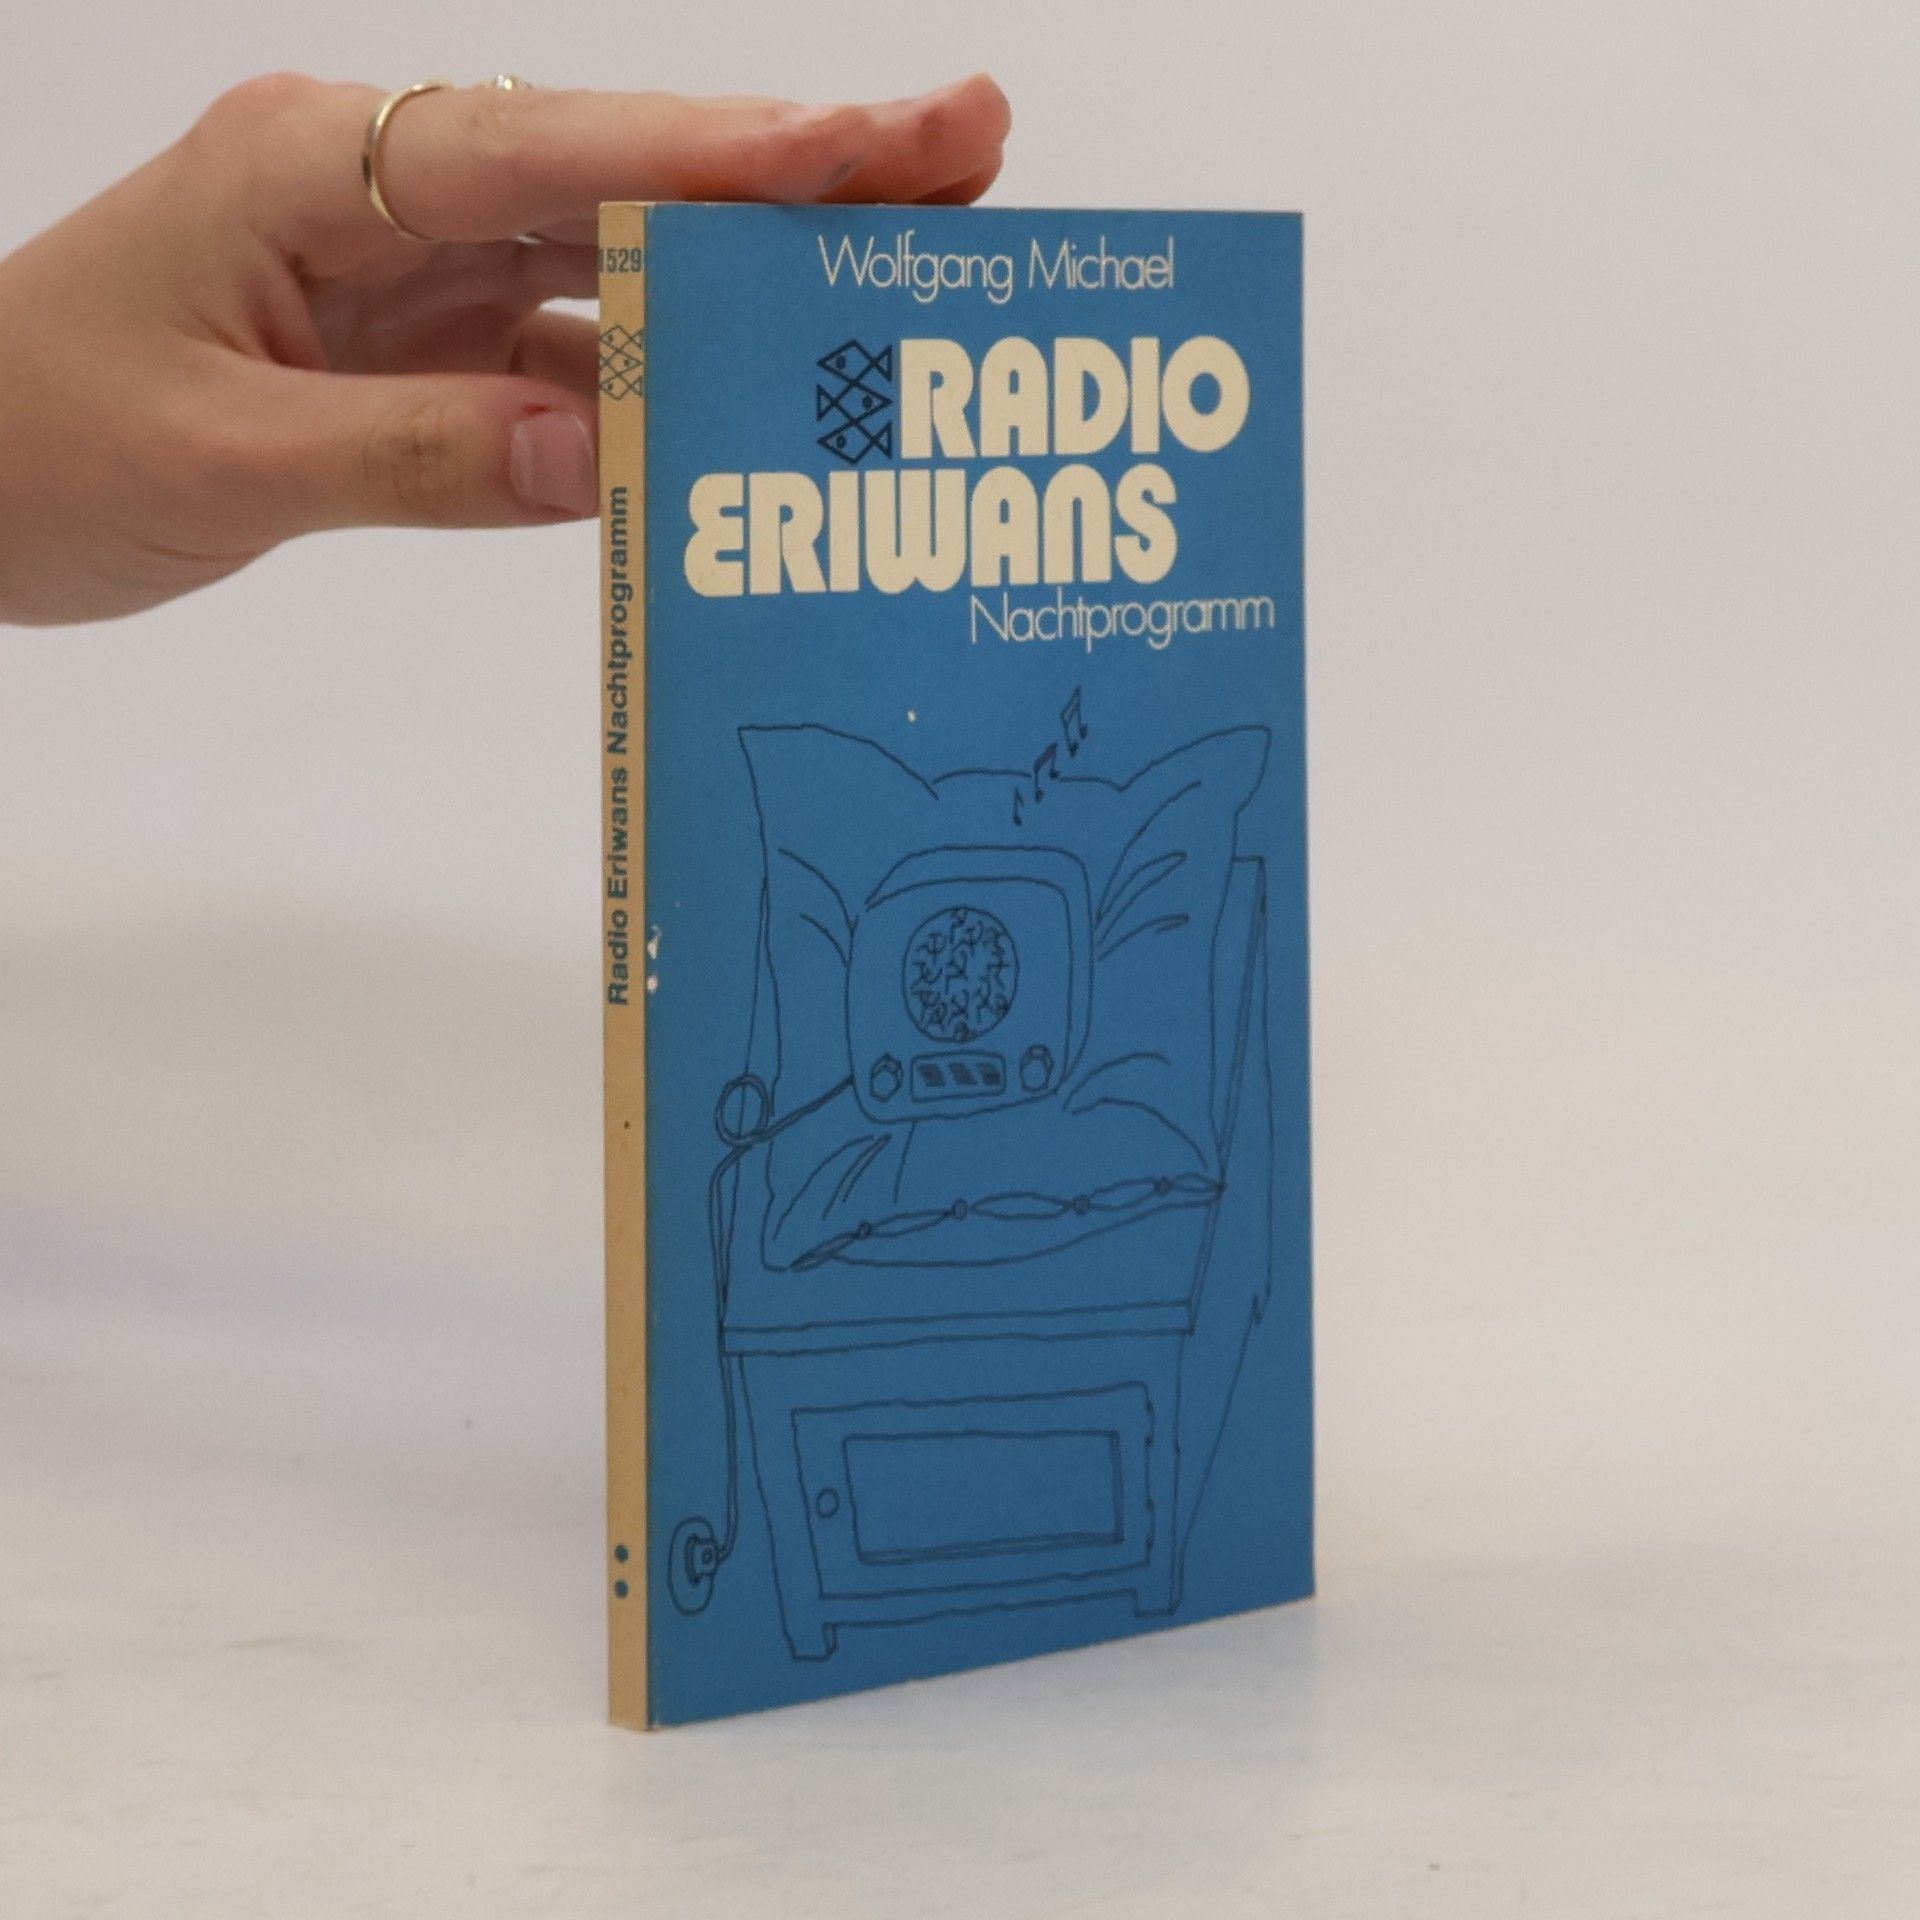 Wolfgang Michael
RADIO
ERIWANS
Nachtprogramm
1529
Radio Eriwans Nachtprogramm